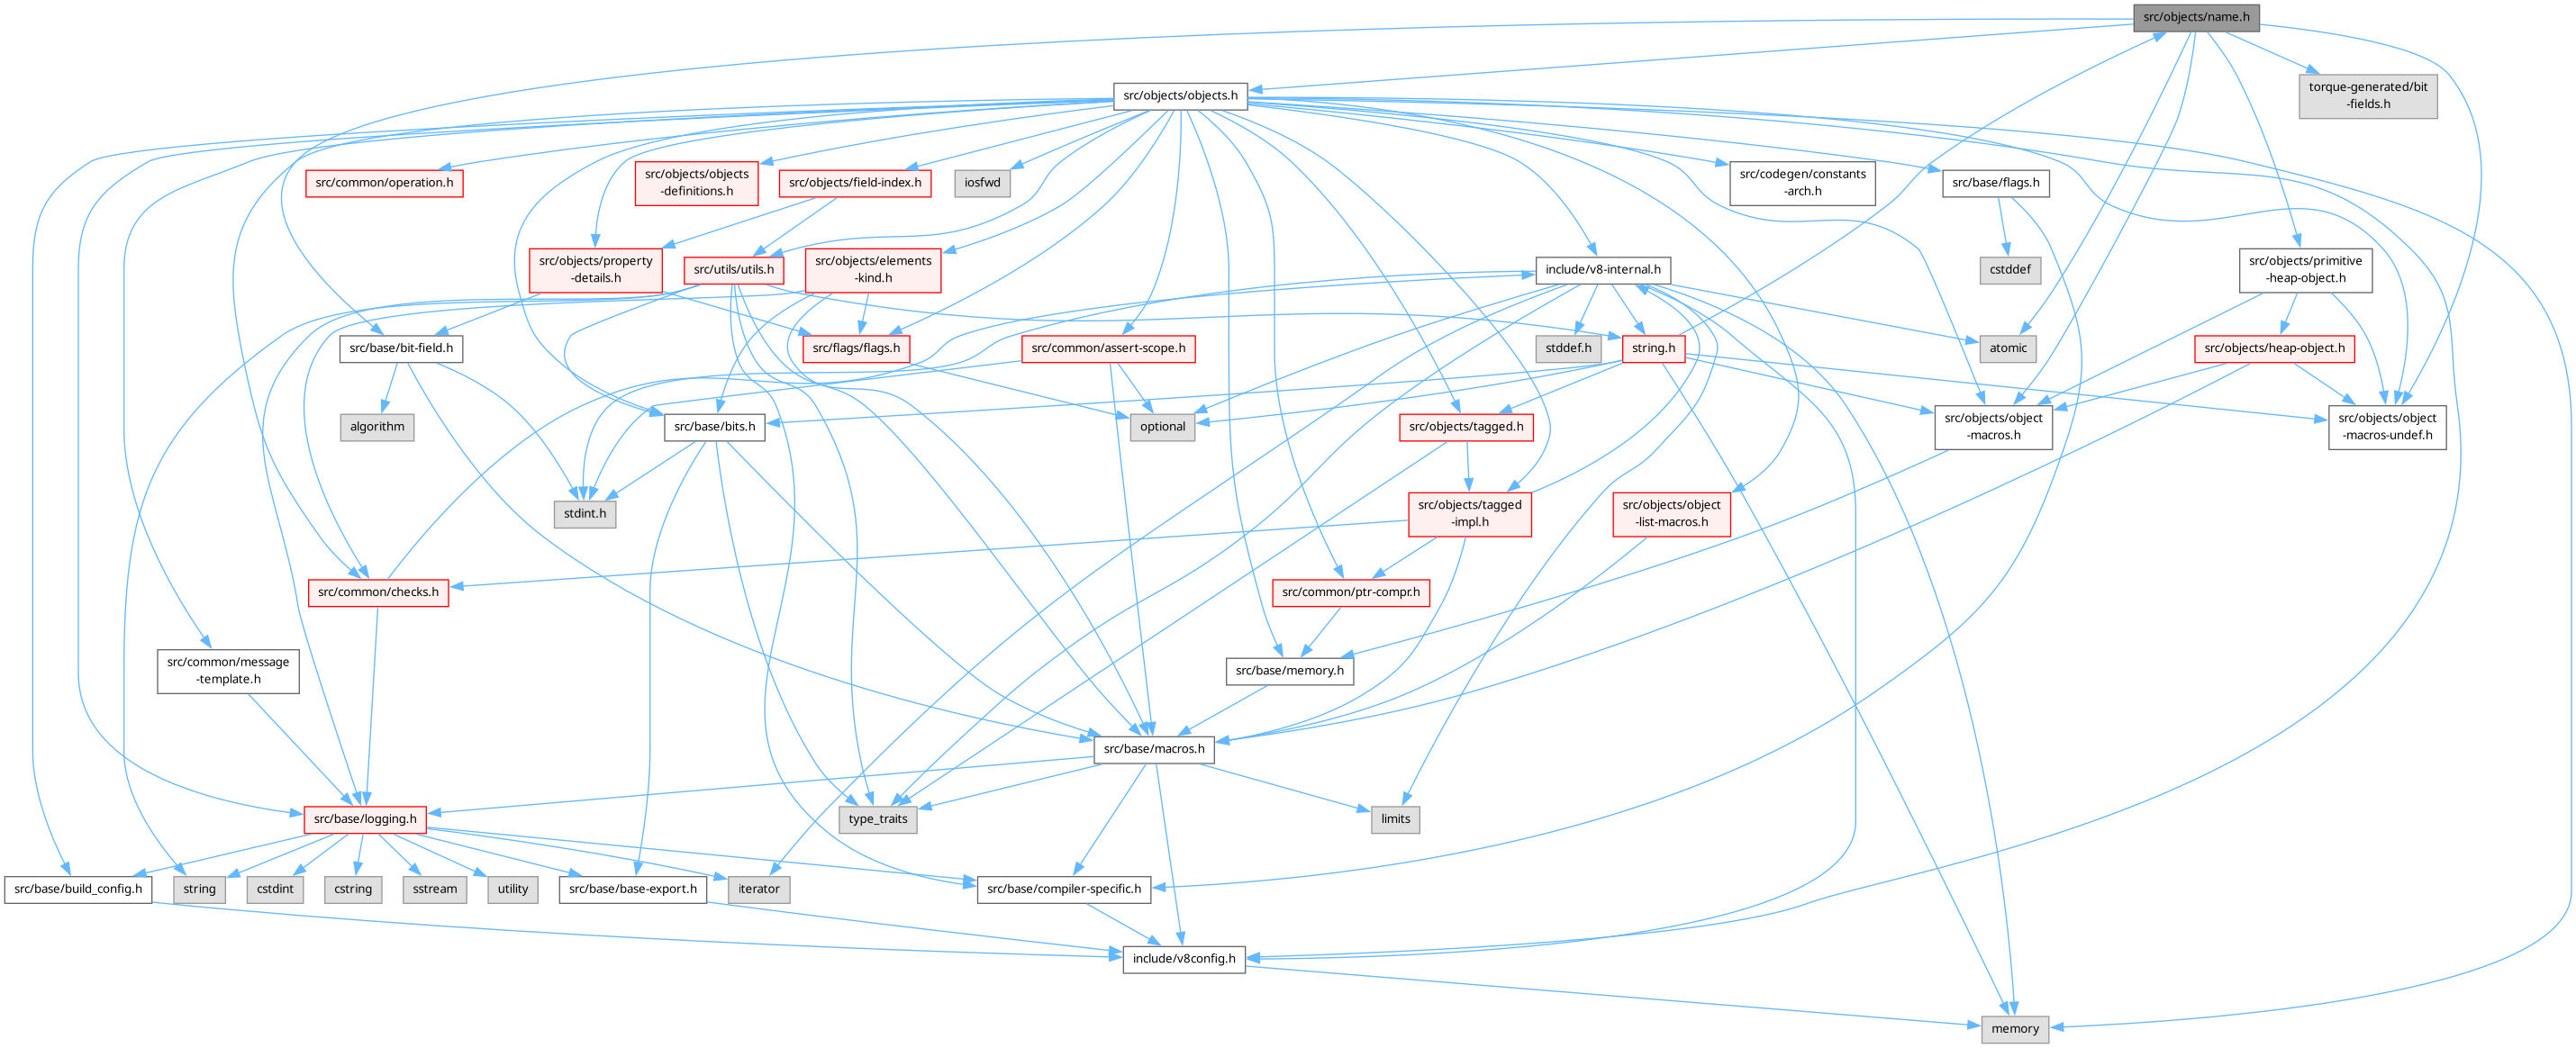 src/objects/name.h
src/objects/objects.h
torque-generated/bit
-fields.h
src/common/operation.h
src/objects/objects
-definitions.h
src/objects/field-index.h
iosfwd
src/codegen/constants
-arch.h
src/base/flags.h
src/objects/property
-details.h
src/utils/utils.h
src/objects/elements
-kind.h
include/v8-internal.h
cstddef
src/objects/primitive
-heap-object.h
src/base/bit-field.h
src/flags/flags.h
src/common/assert-scope.h
stddef.h
string.h
atomic
src/objects/heap-object.h
algorithm
src/base/bits.h
optional
src/objects/tagged.h
src/objects/object
-macros.h
src/objects/object
-macros-undef.h
stdint.h
src/objects/tagged
-impl.h
src/objects/object
-list-macros.h
src/common/checks.h
src/common/ptr-compr.h
src/common/message
-template.h
src/base/memory.h
src/base/macros.h
src/base/logging.h
type_traits
limits
src/base/build_config.h
string
cstdint
cstring
sstream
utility
src/base/base-export.h
iterator
src/base/compiler-specific.h
include/v8config.h
memory